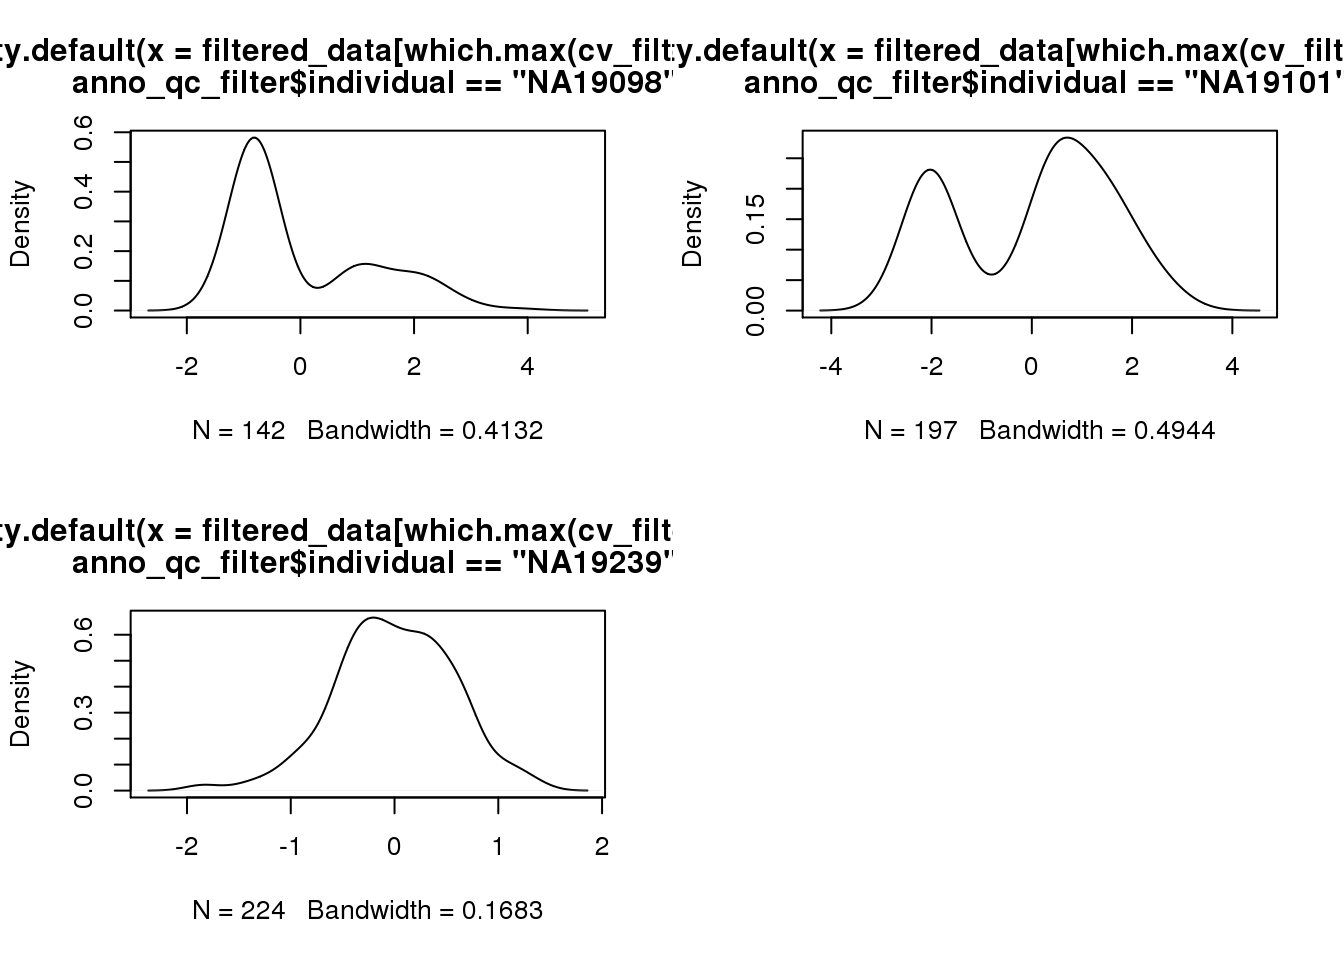 ty.default(x = filtered_data[which.max(cv_filt
anno_qc_filter$individual == "NA19098"
Density
0.0 0.2 0.4 0.6
-2 0 2 4
N = 142 Bandwidth = 0.4132
y.default(x = filtered_data[which.max(cv_filt
anno_qc_filter$individual == "NA19101"
Density
0.00 0.15
-4 -2 0 2 4
N = 197 Bandwidth = 0.4944
ty.default(x = filtered_data[which.max(cv_filt
anno_qc_filter$individual == "NA19239"
Density
0.0 0.3 0.6
-2 -1 0 1 2
N = 224 Bandwidth = 0.1683